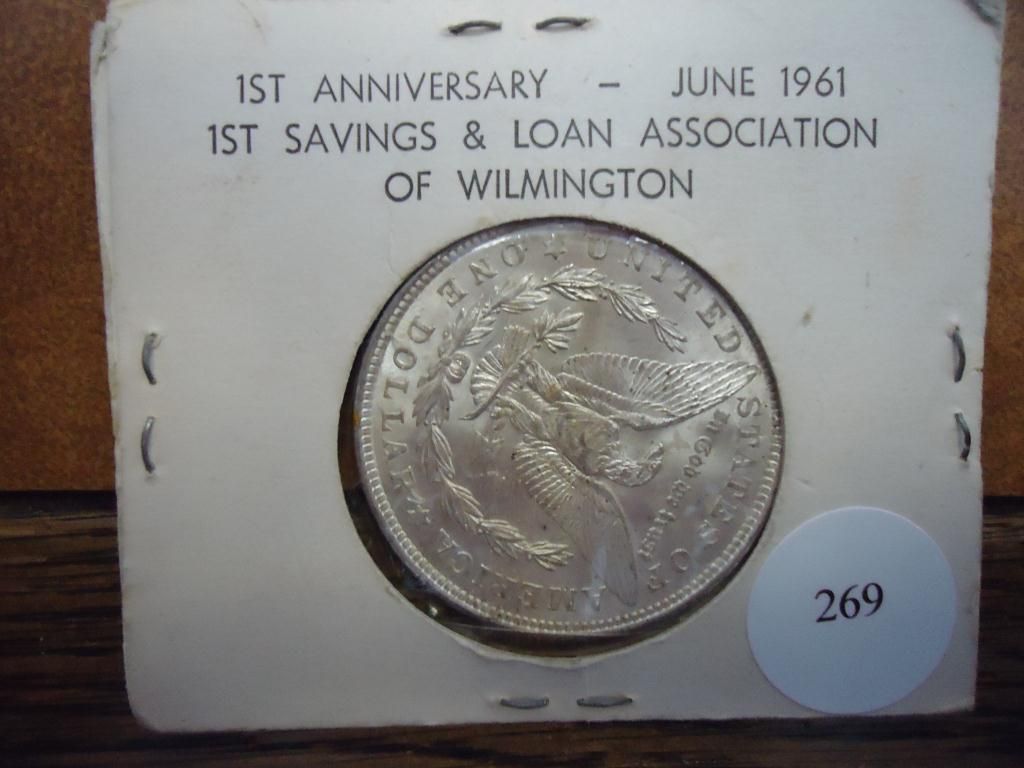 1ST ANNIVERSARY – JUNE 1961
1ST SAVINGS & LOAN ASSOCIATION
OF WILMINGTON
UNITED STATES OF AMERICA
In God we trust
ONE DOLLAR
269